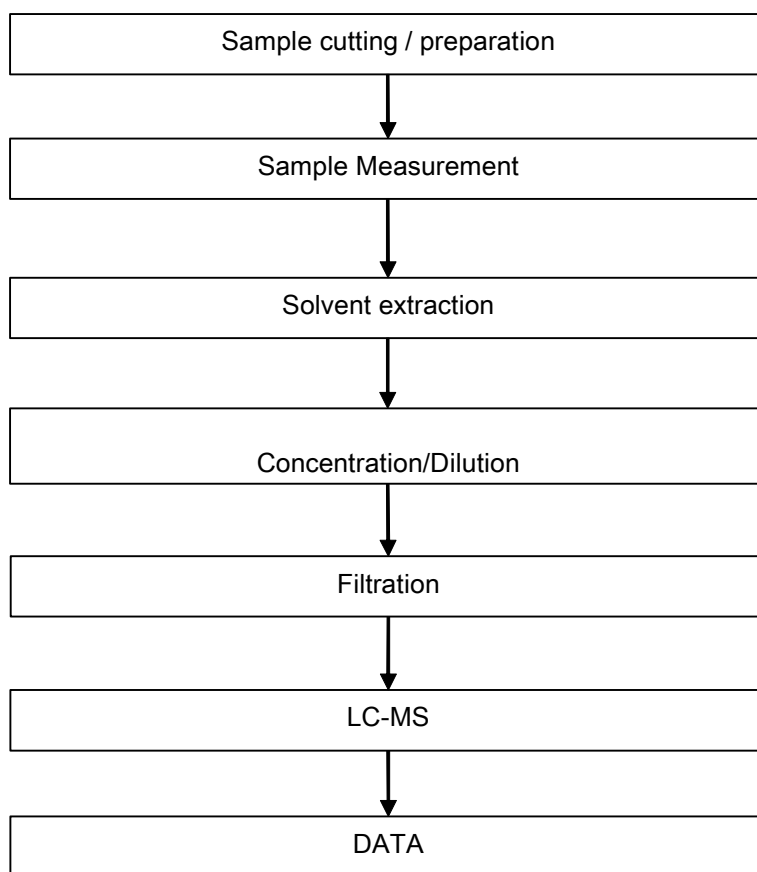 Sample cutting / preparation
Sample Measurement
Solvent extraction
Concentration/Dilution
Filtration
LC-MS
DATA